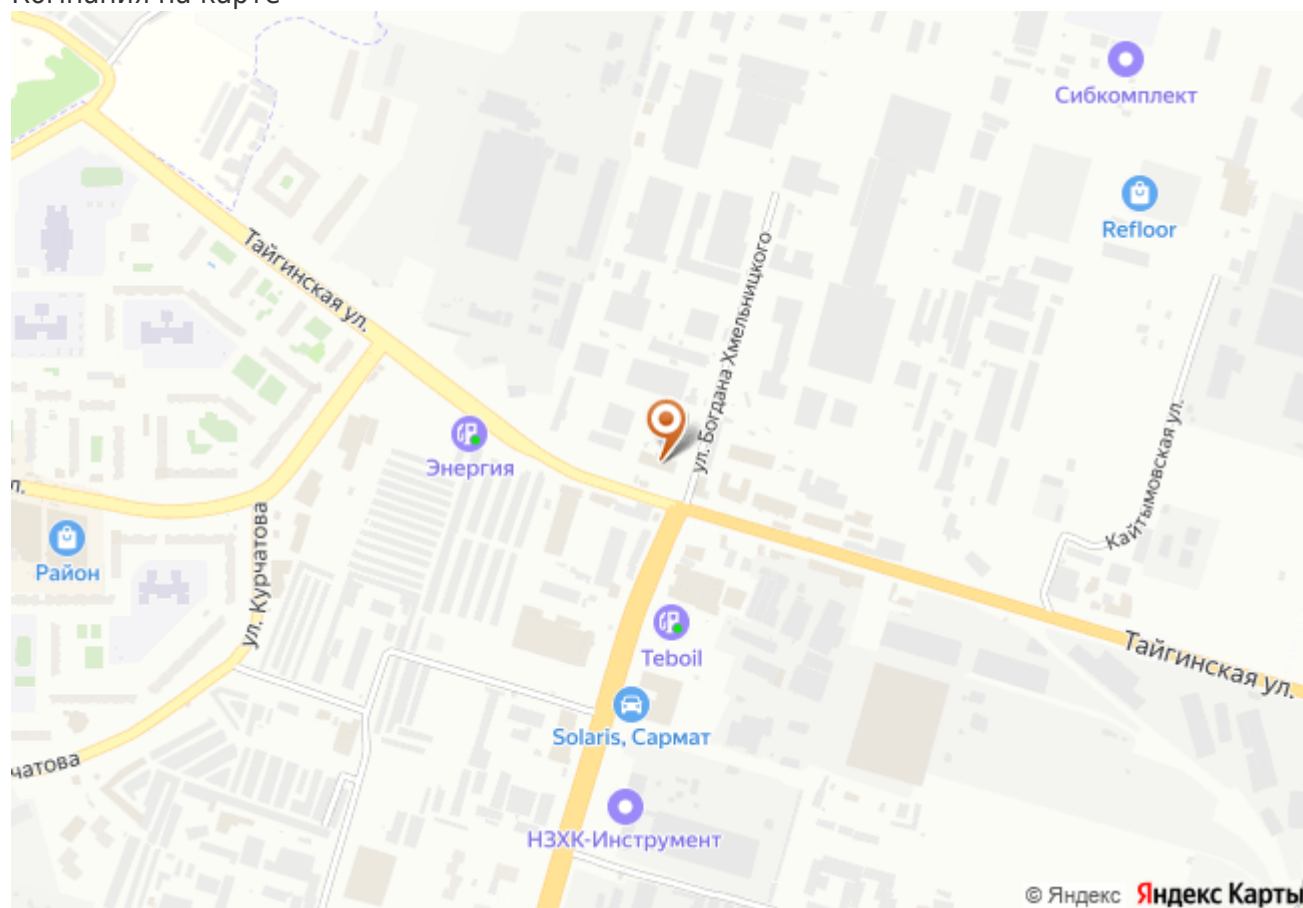 Компания на карте
Сибкомплект
Refloor
Тайгинская ул.
ул. Богдана Хмельницкого
Энергия
Кайтымовская ул.
л.
Район
ул. Курчатова
Teboil
Тайгинская ул.
Solaris, Сармат
чатова
НЗХК-Инструмент
© Яндекс Яндекс Карты